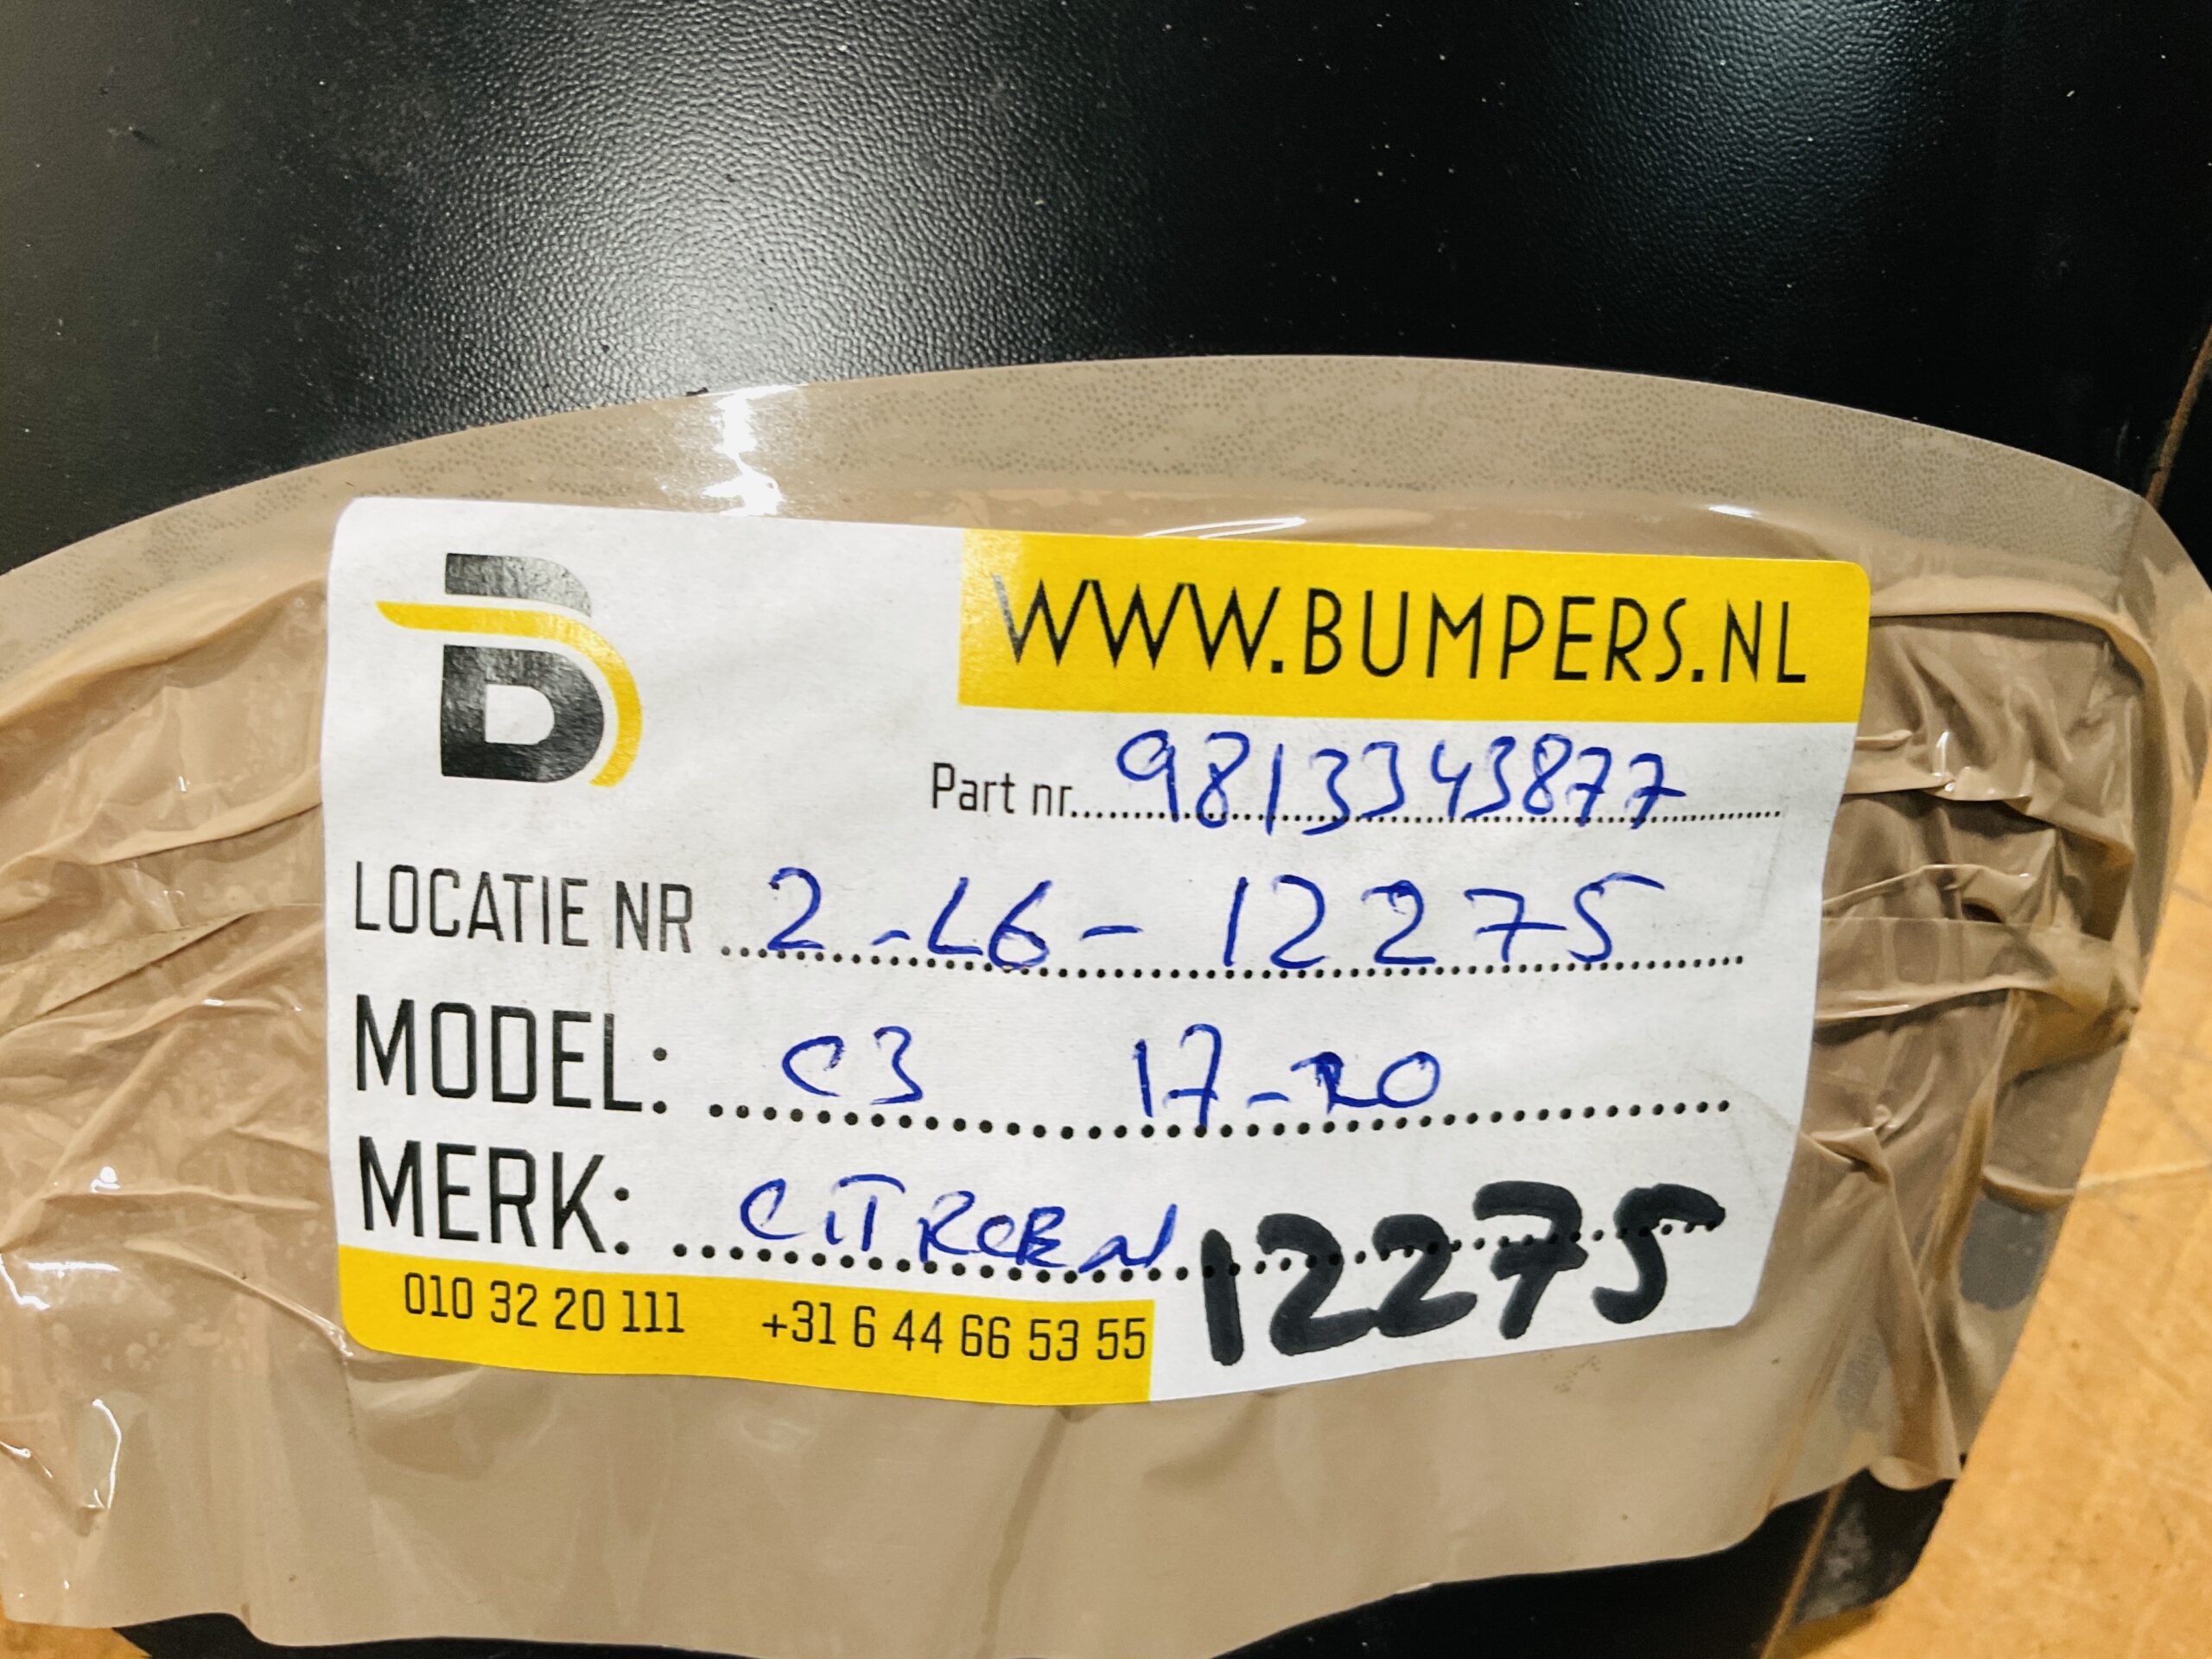 B
WWW.BUMPERS.NL
Part nr. 9813343877
LOCATIE NR 2-L6-12275
MODEL: C3 17-20
MERK: CITROEN
12275
010 32 20 111 +31 6 44 66 53 55